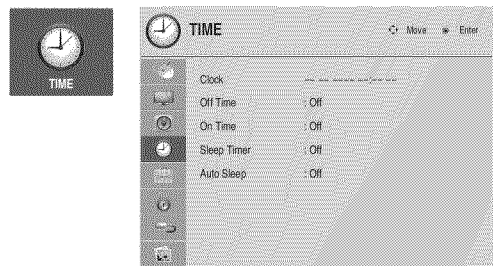 TIME
TIME
Move Enter
Clock -- -- ---- --:-- --
Off Time : Off
On Time : Off
Sleep Timer : Off
Auto Sleep : Off